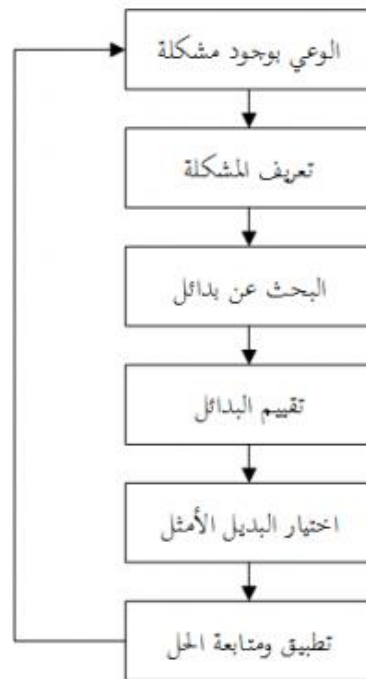 الوعي بوجود مشكلة
تعريف المشكلة
البحث عن بدائل
تقييم البدائل
اختيار البديل الأمثل
تطبيق ومتابعة الحل